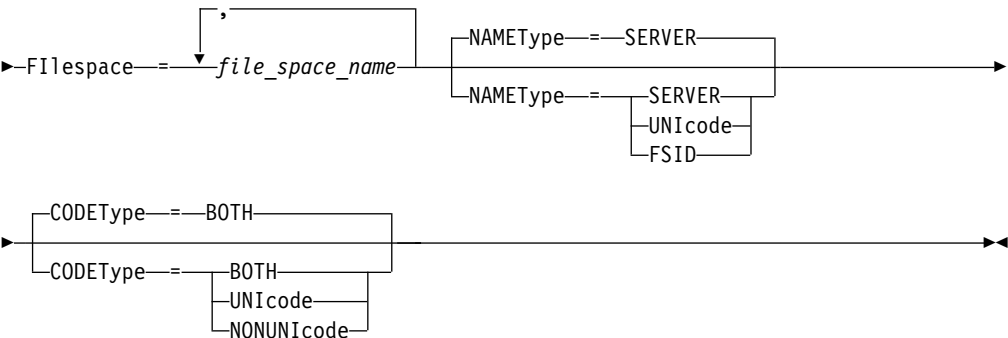 ,
NAMEType = SERVER
FIlespace = file_space_name
NAMEType = SERVER
UNIcode
FSID
CODEType = BOTH
CODEType = BOTH
UNIcode
NONUNIcode